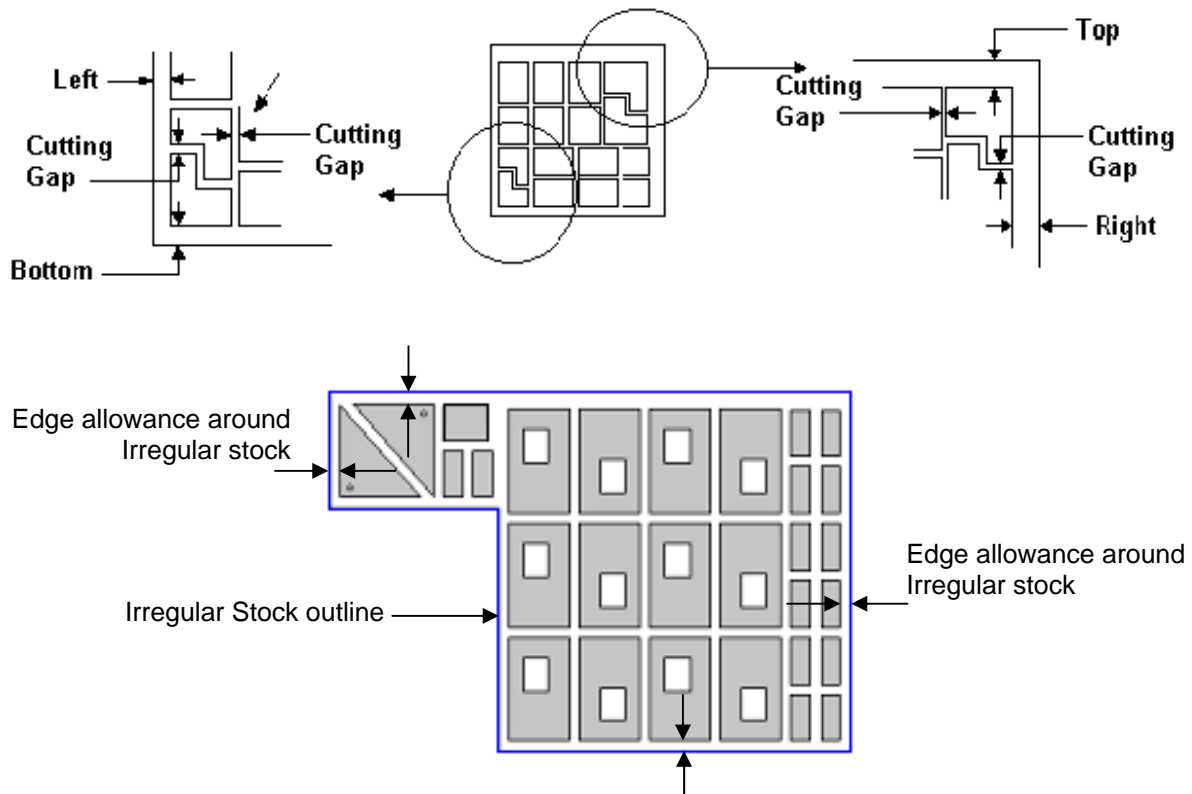 Top
Left
Cutting
Gap
Cutting
Gap
Cutting
Gap
Cutting
Gap
Right
Bottom
Edge allowance around
Irregular stock
Edge allowance around
Irregular stock
Irregular Stock outline